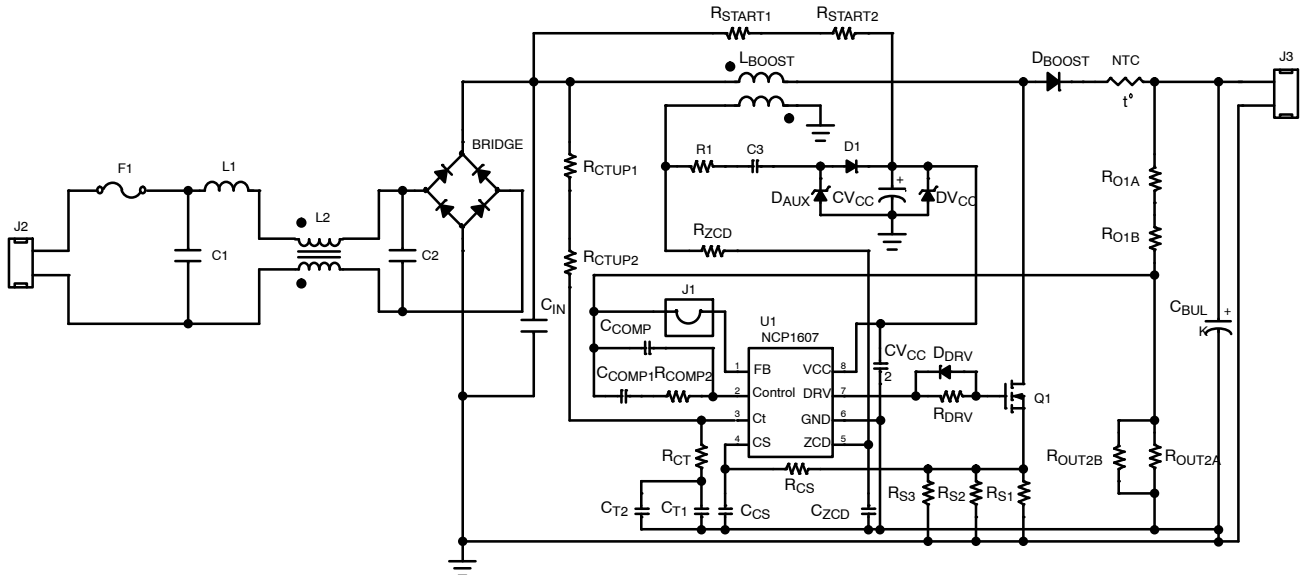 RSTART1 RSTART2
LBOOST DBOOST NTC J3
t°
BRIDGE
F1 L1 R1 C3 D1
RCTUP1 RO1A
DAUX CVCC DVCC
+
J2 L2
RZCD RO1B
C1 C2 RCTUP2
CIN J1 CBUL
K +
CCOMP U1
NCP1607
CCOMP1 RCOMP2 CVCC
2 DDRV
1 FB VCC 8
2 Control DRV 7
RDRV Q1
3 Ct GND 6
4 CS ZCD 5
RCT ROUT2B ROUT2A
RCS
RS3 RS2 RS1
CT2 CT1 CCS CZCD